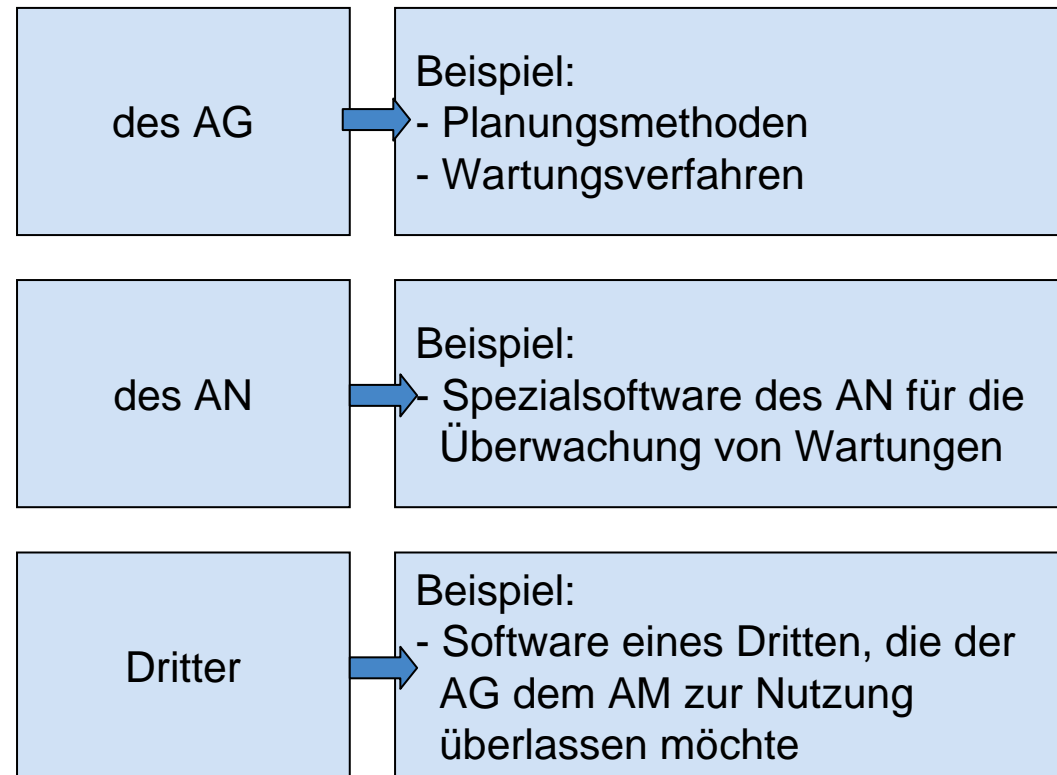 des AG
Beispiel:
- Planungsmethoden
- Wartungsverfahren
des AN
Beispiel:
- Spezialsoftware des AN für die
Überwachung von Wartungen
Dritter
Beispiel:
- Software eines Dritten, die der
AG dem AM zur Nutzung
überlassen möchte